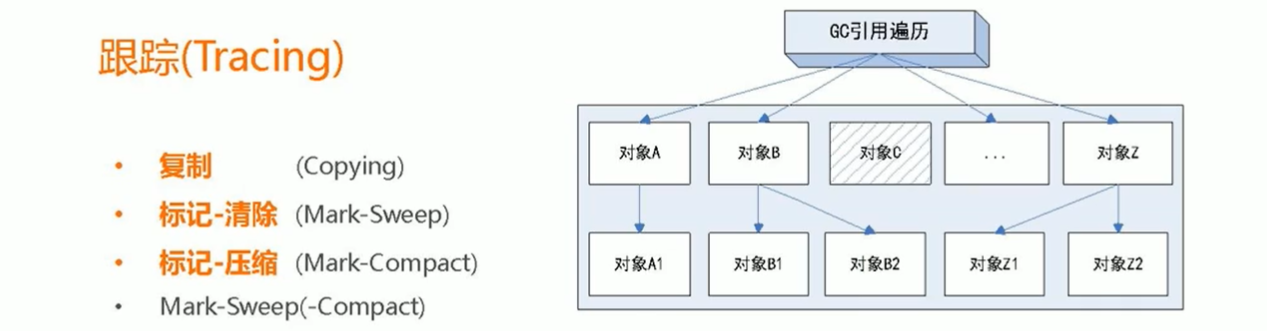 跟踪(Tracing)
• 复制 (Copying)
• 标记-清除 (Mark-Sweep)
• 标记-压缩 (Mark-Compact)
• Mark-Sweep(-Compact)
GC引用遍历
对象A 对象B 对象C ... 对象Z
对象A1 对象B1 对象B2 对象Z1 对象Z2